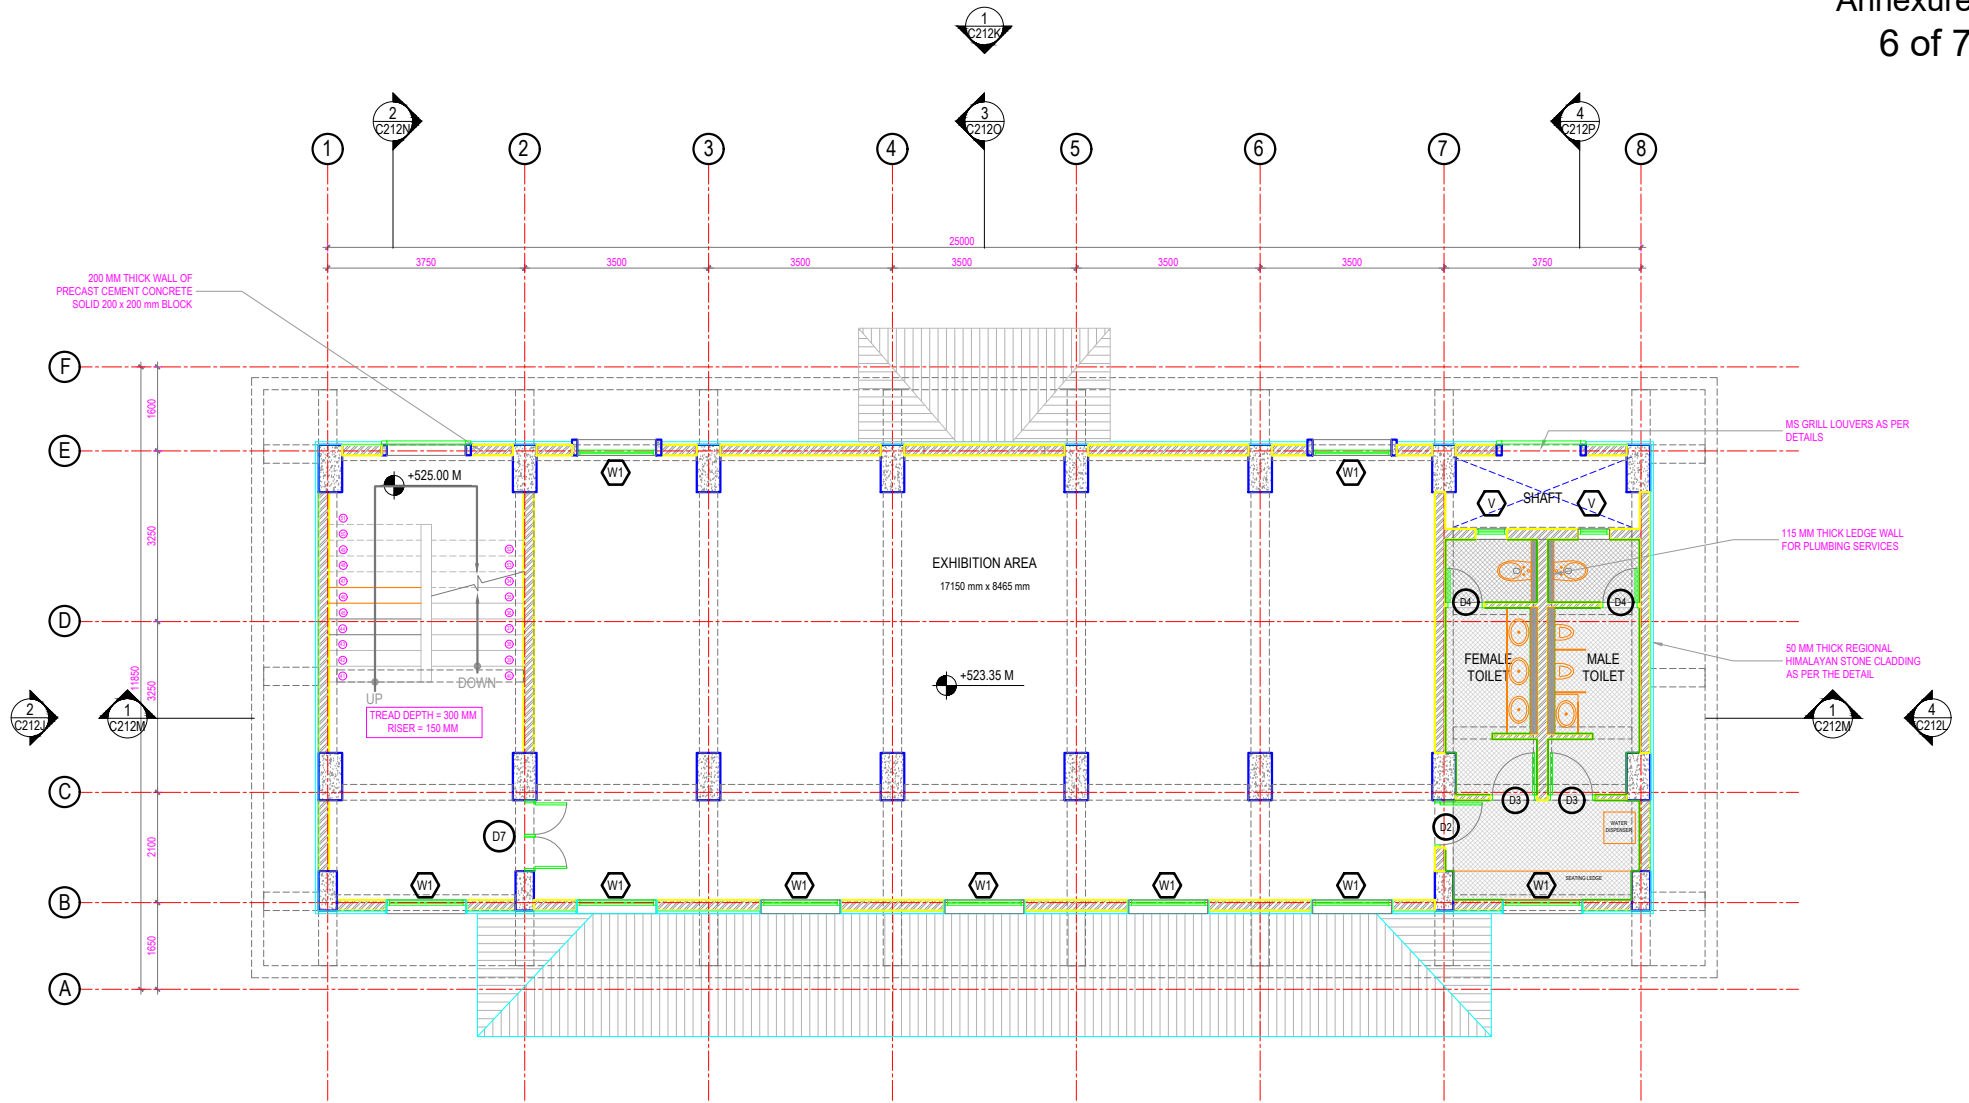 Annexure
6 of 7
1
C212K
2
C212N
3
C212O
4
C212P
1
2
3
4
5
6
7
8
25000
3750
3500
3500
3500
3500
3500
3750
200 MM THICK WALL OF
PRECAST CEMENT CONCRETE
SOLID 200 x 200 mm BLOCK
F
E
D
C
B
A
1600
3250
3250
2100
1650
11850
MS GRILL LOUVERS AS PER
DETAILS
W1
W1
+525.00 M
V
SHAFT
V
115 MM THICK LEDGE WALL
FOR PLUMBING SERVICES
EXHIBITION AREA
17150 mm x 8465 mm
D4
D4
+523.35 M
FEMALE
TOILET
MALE
TOILET
50 MM THICK REGIONAL
HIMALAYAN STONE CLADDING
AS PER THE DETAIL
UP
DOWN
TREAD DEPTH = 300 MM
RISER = 150 MM
2
C212J
1
C212M
1
C212M
4
C212L
D7
D2
D3
D3
WATER
DISPENSER
SEATING LEDGE
W1
W1
W1
W1
W1
W1
W1